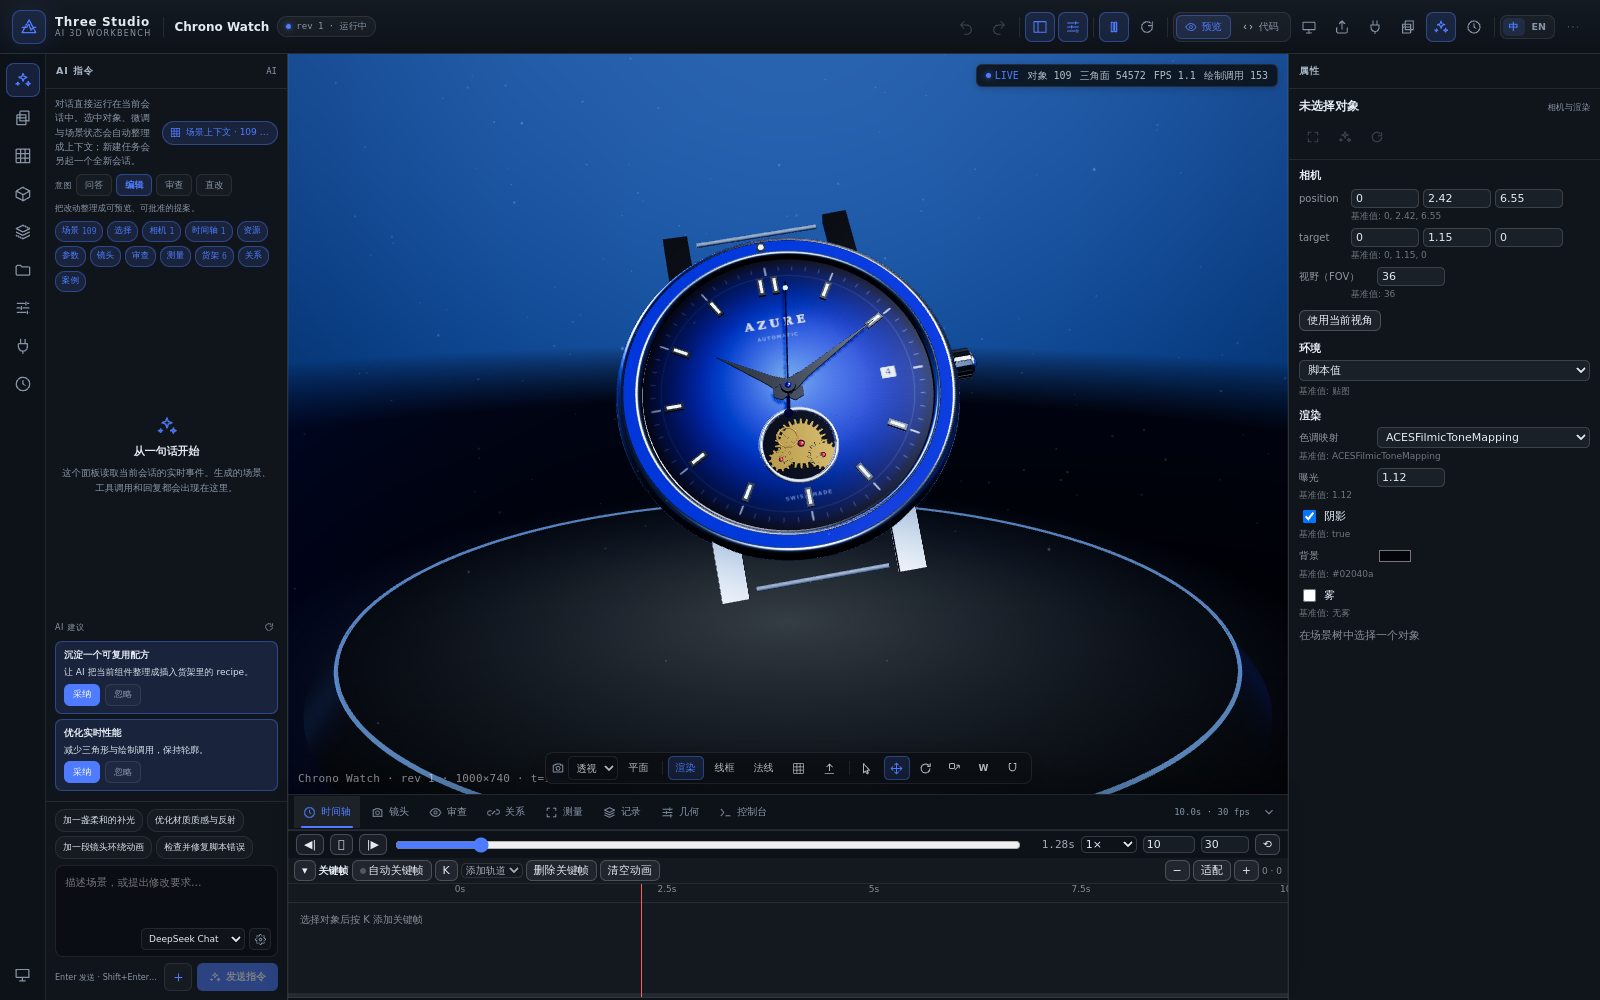 Three Studio
AI 3D WORKBENCH
Chrono Watch
rev 1 · 运行中
预览
代码
中
EN
AI 指令
AI
对话直接运行在当前会
话中。选中对象、微调
与场景状态会自动整理
成上下文；新建任务会
另起一个全新会话。
场景上下文 · 109 ...
意图
问答
编辑
审查
直改
把改动整理成可预览、可批准的提案。
场景 109
选择
相机 1
时间轴 1
资源
参数
镜头
审查
测量
货架 6
关系
案例
从一句话开始
这个面板读取当前会话的实时事件。生成的场景、
工具调用和回复都会出现在这里。
AI 建议
沉淀一个可复用配方
让 AI 把当前组件整理成插入货架里的 recipe。
采纳
忽略
优化实时性能
减少三角形与绘制调用，保持轮廓。
采纳
忽略
加一盏柔和的补光
优化材质质感与反射
加一段镜头环绕动画
检查并修复脚本错误
描述场景，或提出修改要求...
DeepSeek Chat
Enter 发送 · Shift+Enter...
+
发送指令
LIVE 对象 109 三角面 54572 FPS 1.1 绘制调用 153
AZURE
AUTOMATIC
4
SWISS MADE
Chrono Watch · rev 1 · 1000×740 · t=
透视
平面
渲染
线框
法线
W
时间轴
镜头
审查
关系
测量
记录
几何
控制台
10.0s · 30 fps
1.28s
1×
10
30
关键帧
自动关键帧
K
添加轨道
删除关键帧
清空动画
−
适配
+
0 · 0
0s
2.5s
5s
7.5s
10
选择对象后按 K 添加关键帧
属性
未选择对象
相机与渲染
相机
position
0
2.42
6.55
基准值: 0, 2.42, 6.55
target
0
1.15
0
基准值: 0, 1.15, 0
视野（FOV）
36
基准值: 36
使用当前视角
环境
脚本值
基准值: 贴图
渲染
色调映射
ACESFilmicToneMapping
基准值: ACESFilmicToneMapping
曝光
1.12
基准值: 1.12
阴影
基准值: true
背景
基准值: #02040a
雾
基准值: 无雾
在场景树中选择一个对象